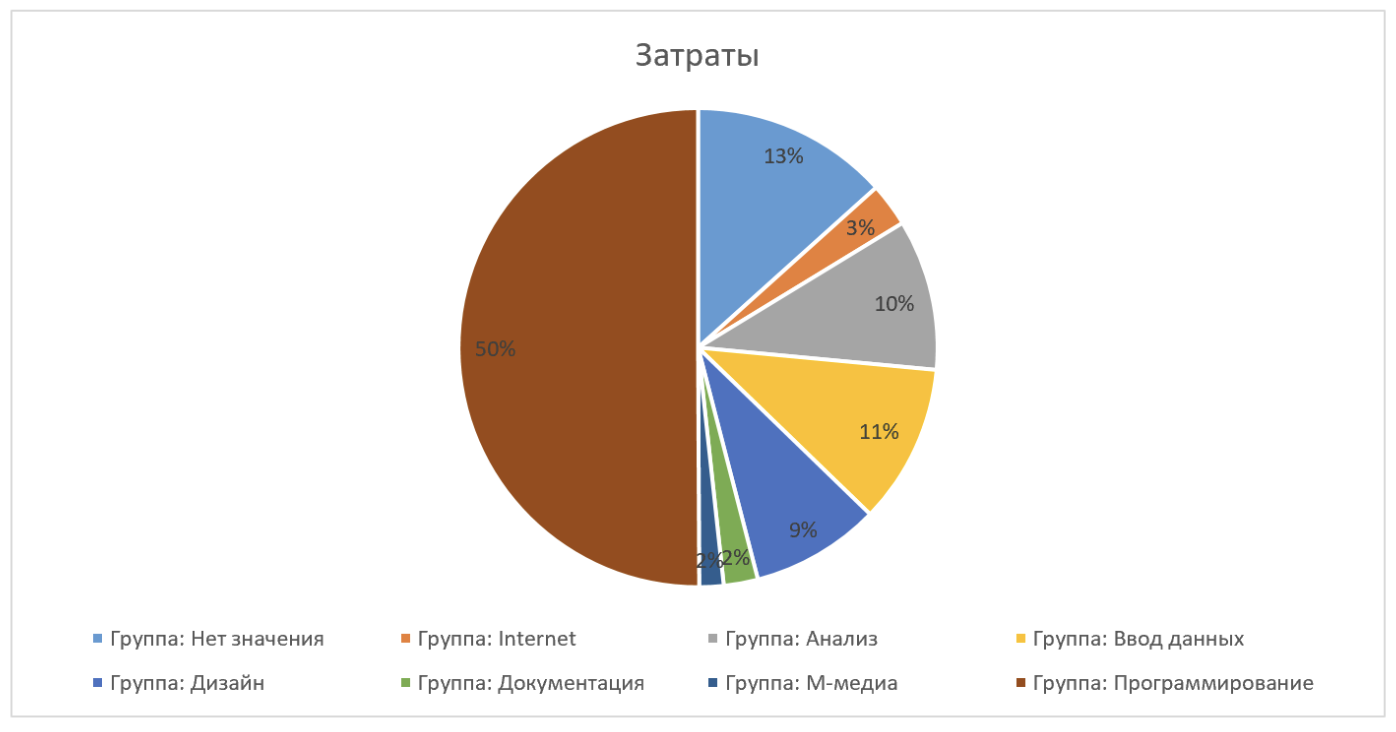 Затраты
13%
3%
10%
50%
11%
9%
2%
2%
Группа: Нет значения
Группа: Internet
Группа: Анализ
Группа: Ввод данных
Группа: Дизайн
Группа: Документация
Группа: М-медиа
Группа: Программирование